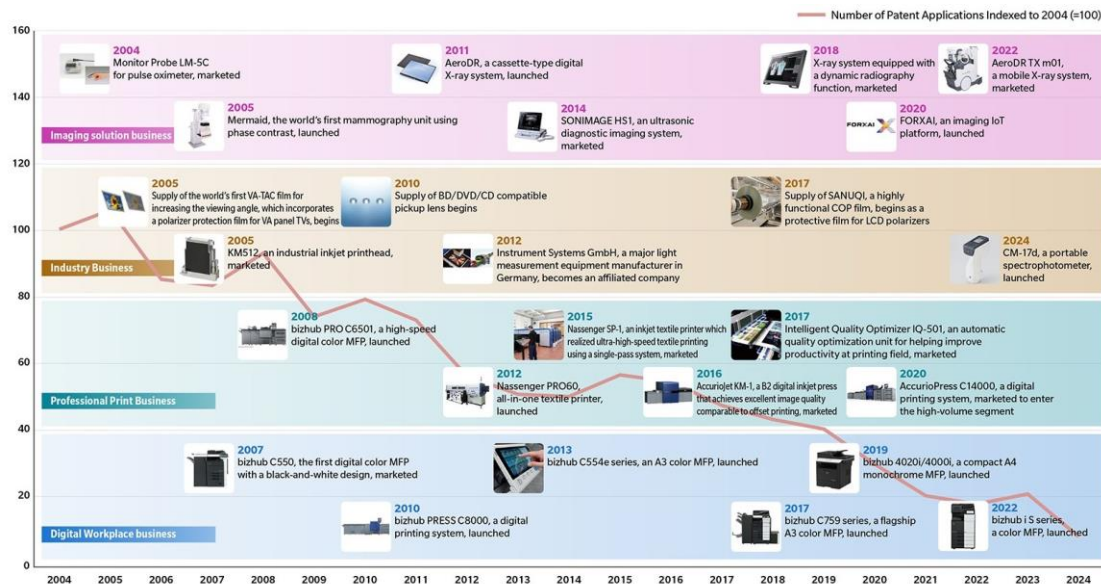 Number of Patent Applications Indexed to 2004 (=100)
160
140
120
100
80
60
40
20
0
2004
Monitor Probe LM-5C
for pulse oximeter, marketed
2011
AeroDR, a cassette-type digital
X-ray system, launched
2018
X-ray system equipped with
a dynamic radiography
function, marketed
2022
AeroDR TX m01,
a mobile X-ray system,
marketed
2005
Mermaid, the world's first mammography unit using
phase contrast, launched
2014
SONIMAGE HS1, an ultrasonic
diagnostic imaging system,
marketed
FORXAI
2020
FORXAI, an imaging IoT
platform, launched
Imaging solution business
2005
Supply of the world's first VA-TAC film for
increasing the viewing angle, which incorporates
a polarizer protection film for VA panel TVs, begins
2010
Supply of BD/DVD/CD compatible
pickup lens begins
2017
Supply of SANUQI, a highly
functional COP film, begins as a
protective film for LCD polarizers
2005
KM512, an industrial inkjet printhead,
marketed
2012
Instrument Systems GmbH, a major light
measurement equipment manufacturer in
Germany, becomes an affiliated company
2024
CM-17d, a portable
spectrophotometer,
launched
Industry Business
2008
bizhub PRO C6501, a high-speed
digital color MFP, launched
2015
Nassenger SP-1, an inkjet textile printer which
realized ultra-high-speed textile printing
using a single-pass system, marketed
2017
Intelligent Quality Optimizer IQ-501, an automatic
quality optimization unit for helping improve
productivity at printing field, marketed
2012
Nassenger PRO60,
all-in-one textile printer,
launched
2016
AccurioJet KM-1, a B2 digital inkjet press
that achieves excellent image quality
comparable to offset printing, marketed
2020
AccurioPress C14000, a digital
printing system, marketed to enter
the high-volume segment
Professional Print Business
2007
bizhub C550, the first digital color MFP
with a black-and-white design, marketed
2013
bizhub C554e series, an A3 color MFP, launched
2019
bizhub 4020i/4000i, a compact A4
monochrome MFP, launched
2010
bizhub PRESS C8000, a digital
printing system, launched
2017
bizhub C759 series, a flagship
A3 color MFP, launched
2022
bizhub i S series,
a color MFP, launched
Digital Workplace business
2004 2005 2006 2007 2008 2009 2010 2011 2012 2013 2014 2015 2016 2017 2018 2019 2020 2021 2022 2023 2024